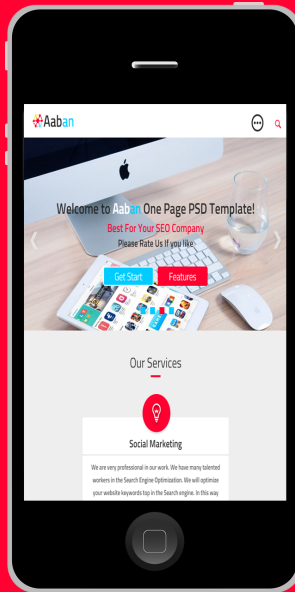 Aaban
Welcome to Aaban One Page PSD Template!
Best For Your SEO Company
Please Rate Us If you like
Get Start Features
Our Services
Social Marketing
We are very professional in our work. We have many talented
workers in the Search Engine Optimization. We will optimize
your website keywords top in the Search engine. In this way